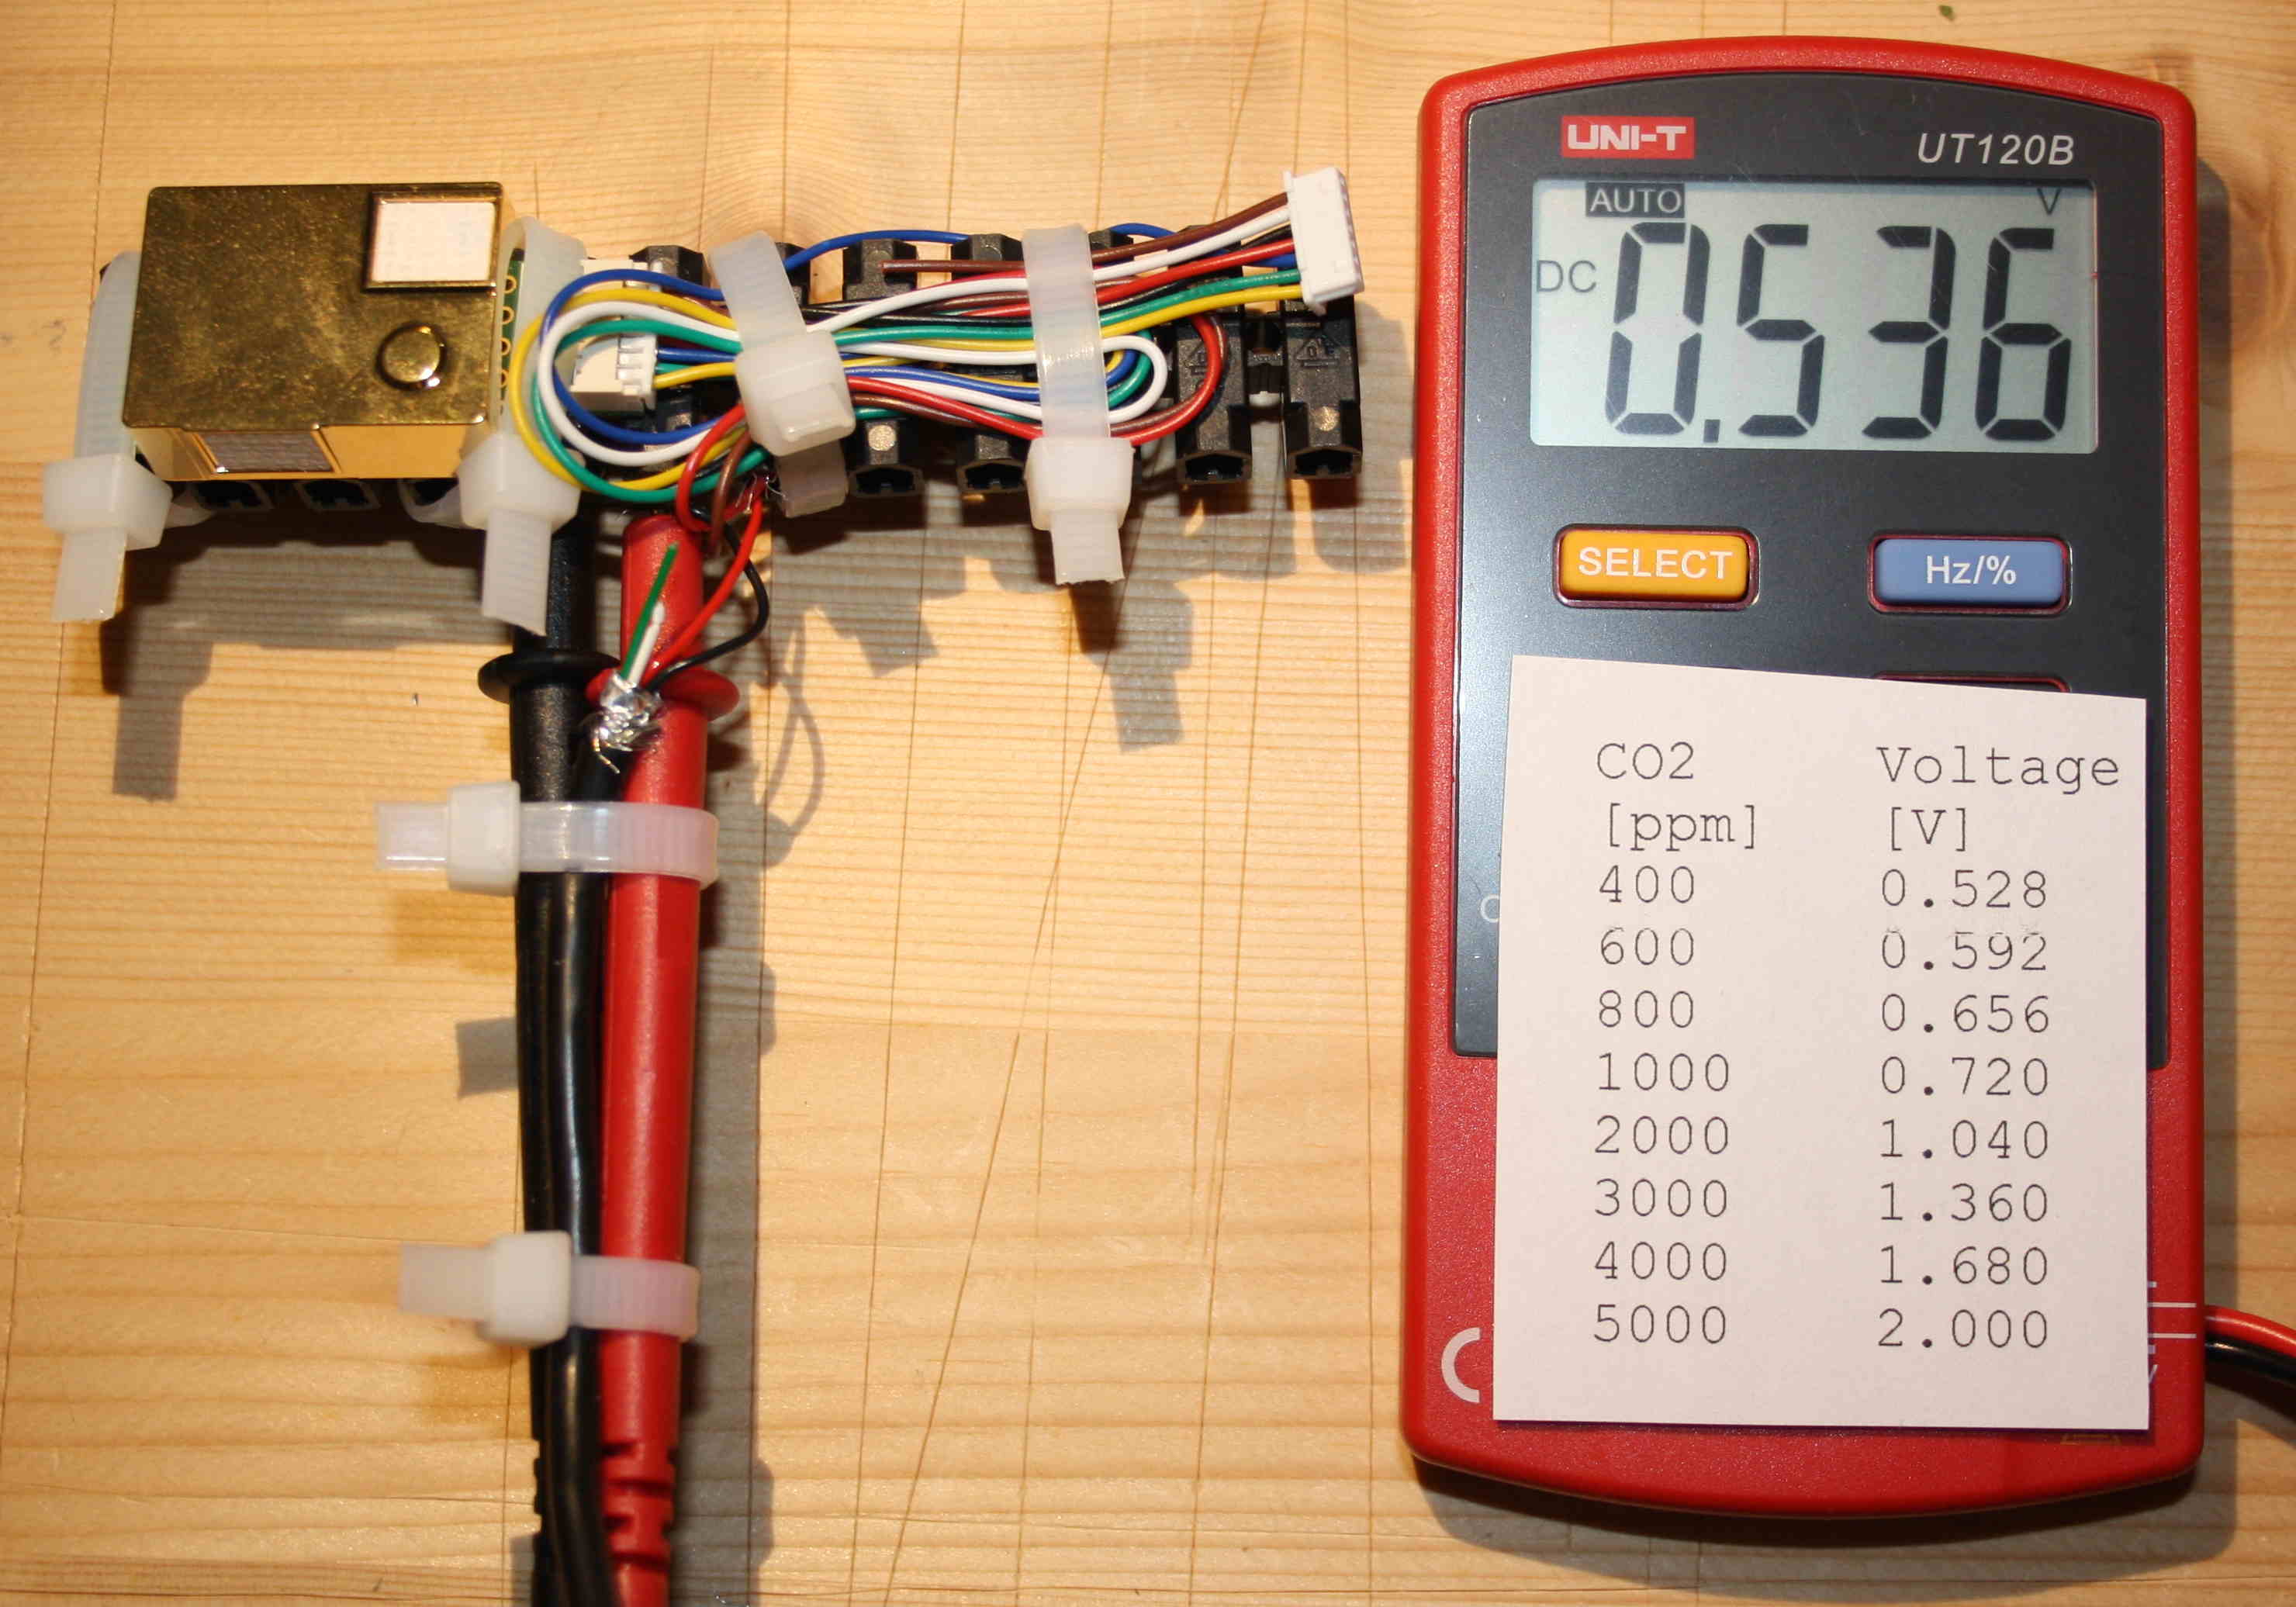 UNI-T
UT120B
AUTO V
DC 0.536
SELECT Hz/%
CO2 Voltage
[ppm] [V]
400 0.528
600 0.592
800 0.656
1000 0.720
2000 1.040
3000 1.360
4000 1.680
5000 2.000